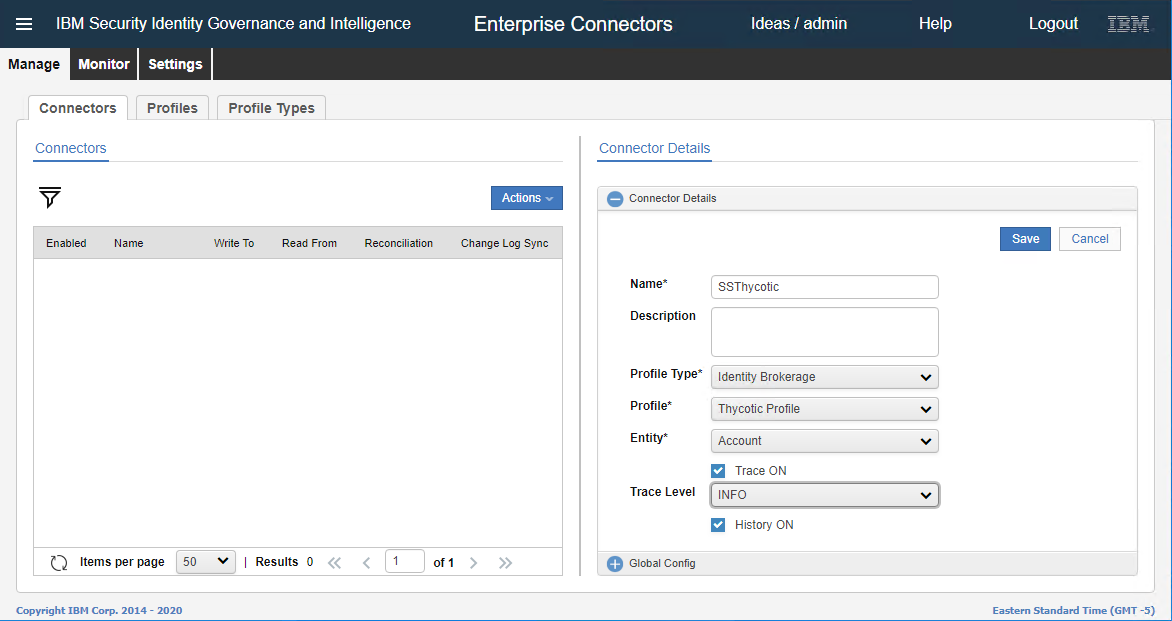 IBM Security Identity Governance and Intelligence Enterprise Connectors Ideas / admin Help Logout IBM
Manage Monitor Settings
Connectors Profiles Profile Types
Connectors
Actions
Enabled Name Write To Read From Reconciliation Change Log Sync
Items per page 50 | Results 0 1 of 1
Connector Details
Connector Details
Save Cancel
Name* SSThycotic
Description
Profile Type* Identity Brokerage
Profile* Thycotic Profile
Entity* Account
Trace ON
Trace Level INFO
History ON
Global Config
Copyright IBM Corp. 2014 - 2020 Eastern Standard Time (GMT -5)